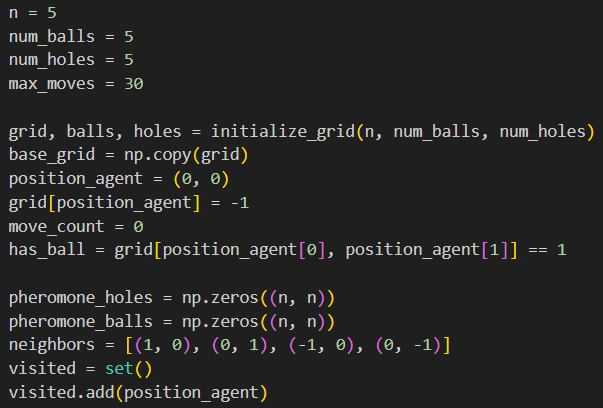 n = 5
num_balls = 5
num_holes = 5
max_moves = 30
grid, balls, holes = initialize_grid(n, num_balls, num_holes)
base_grid = np.copy(grid)
position_agent = (0, 0)
grid[position_agent] = -1
move_count = 0
has_ball = grid[position_agent[0], position_agent[1]] == 1
pheromone_holes = np.zeros((n, n))
pheromone_balls = np.zeros((n, n))
neighbors = [(1, 0), (0, 1), (-1, 0), (0, -1)]
visited = set()
visited.add(position_agent)